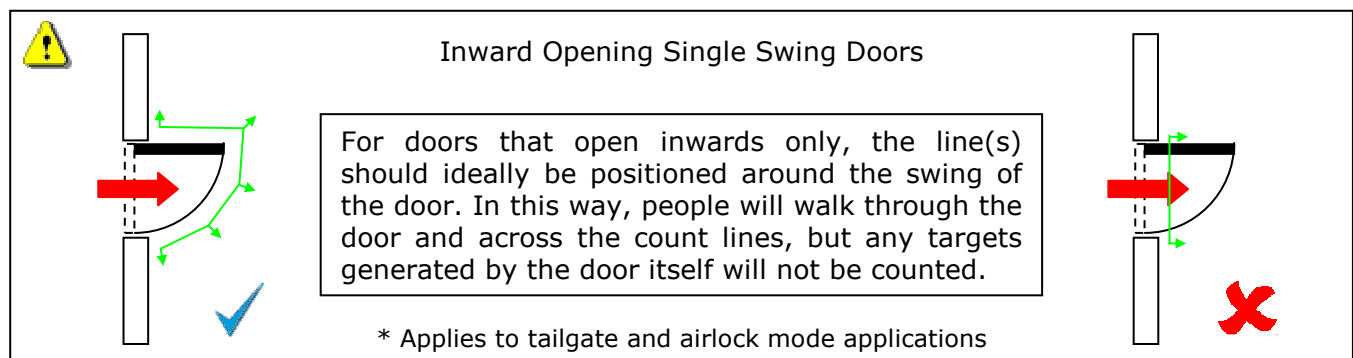 Inward Opening Single Swing Doors
For doors that open inwards only, the line(s)
should ideally be positioned around the swing of
the door. In this way, people will walk through the
door and across the count lines, but any targets
generated by the door itself will not be counted.
* Applies to tailgate and airlock mode applications